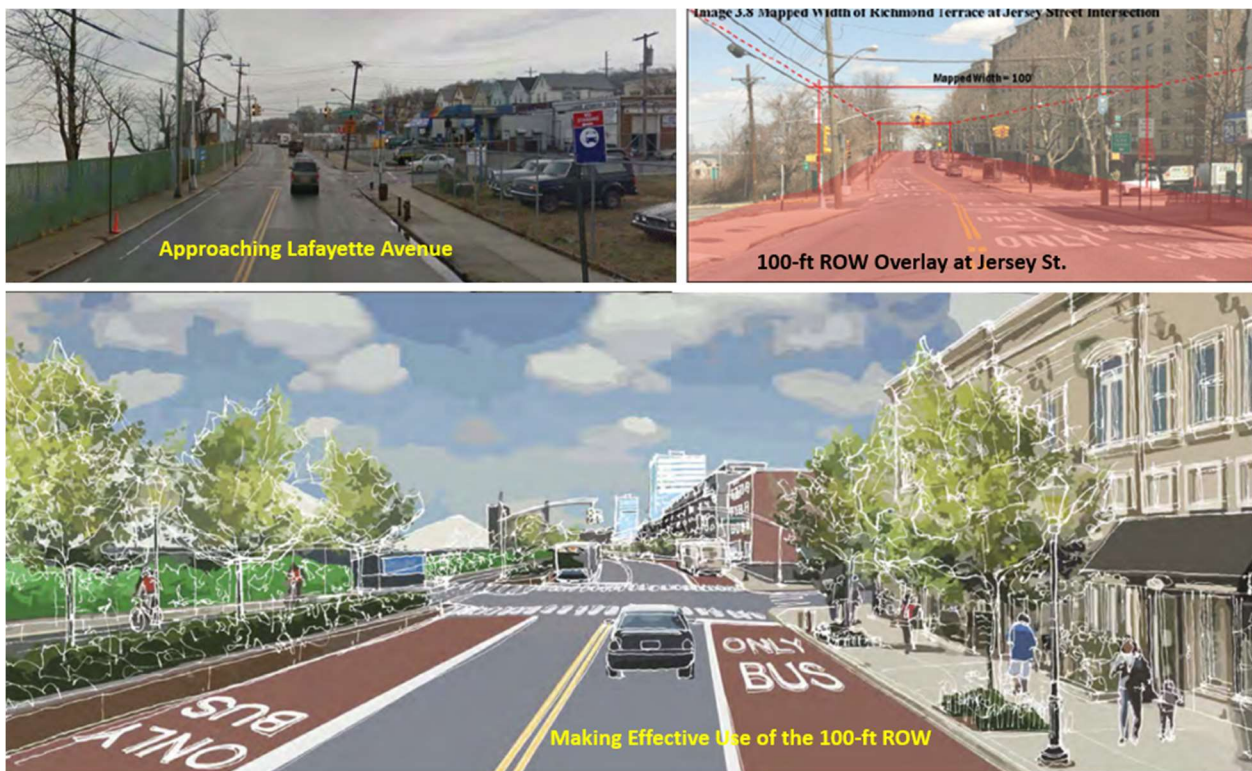 Image 3.8 Mapped Width of Richmond Terrace at Jersey Street Intersection
Mapped Width = 100'
Approaching Lafayette Avenue
ONLY
100-ft ROW Overlay at Jersey St.
ONLY
BUS
ONLY
BUS
Making Effective Use of the 100-ft ROW